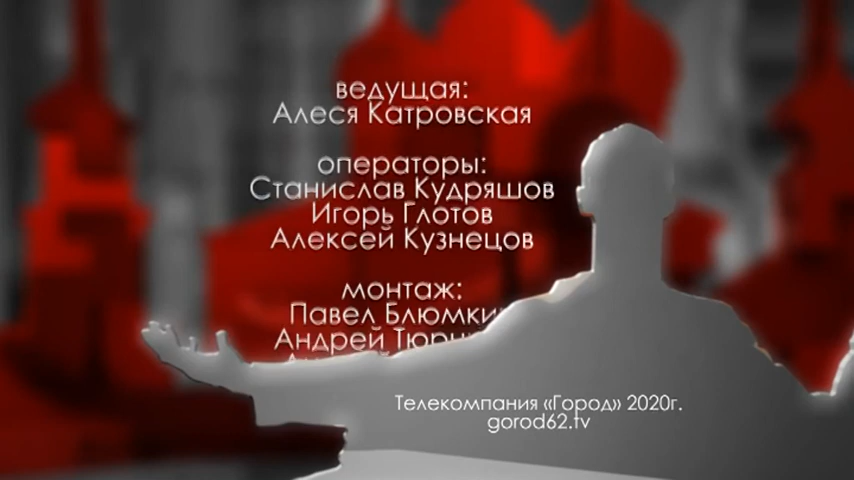 ведущая:
Алеся Катровская
операторы:
Станислав Кудряшов
Игорь Глотов
Алексей Кузнецов
монтаж:
Павел
Андрей
Телекомпания «Город» 2020г.
gorod62.tv